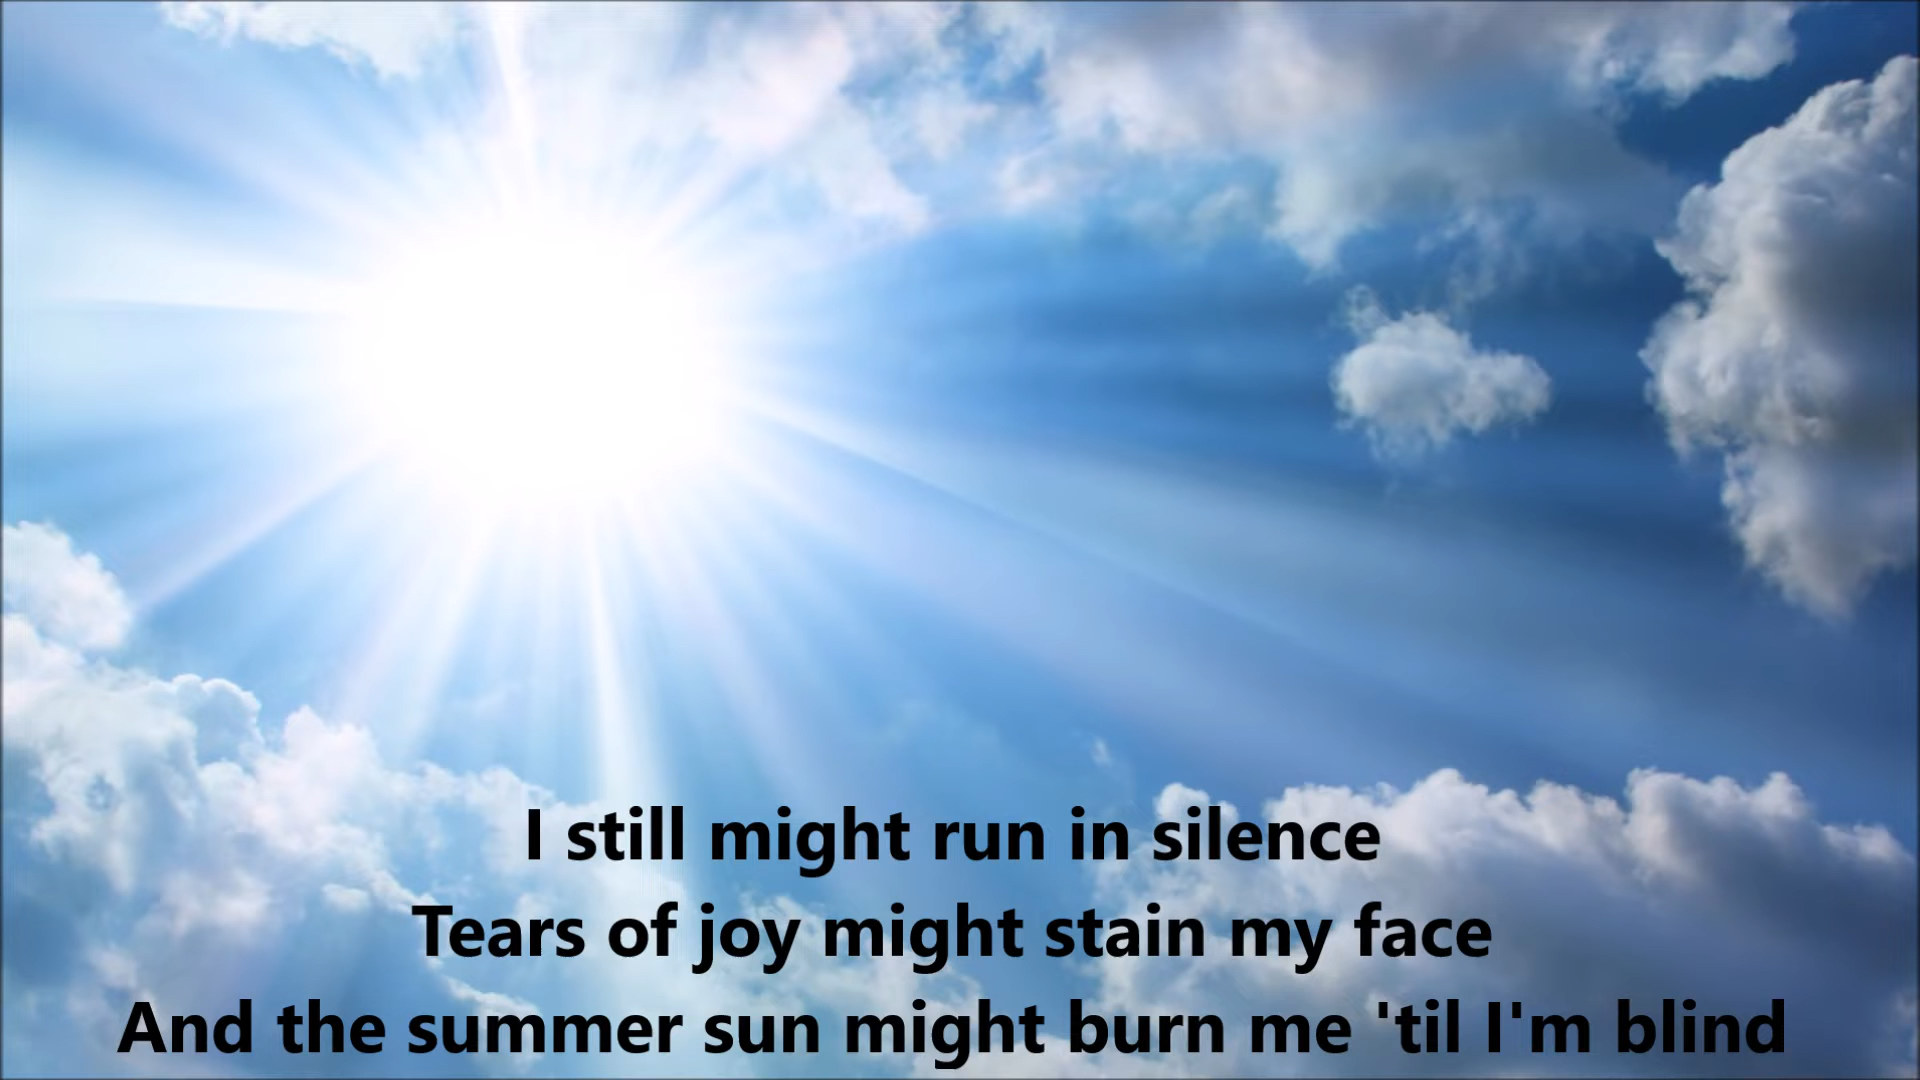 I still might run in silence
Tears of joy might stain my face
And the summer sun might burn me 'til I'm blind